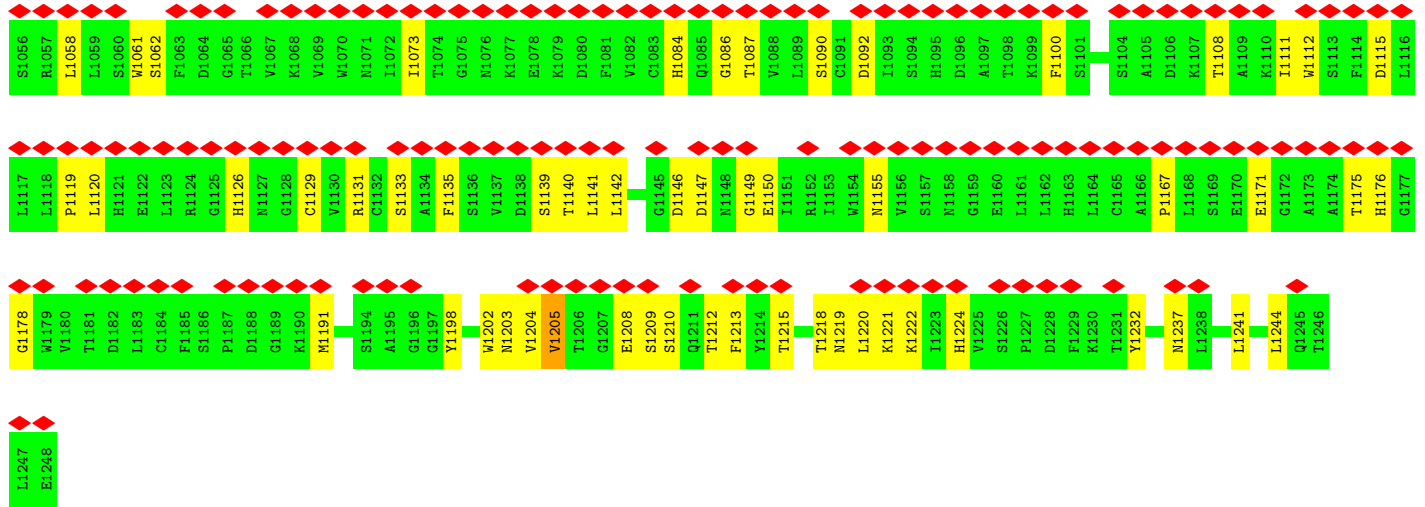 S1056 R1057 L1058 L1059 S1060 W1061 S1062 F1063 D1064 G1065 T1066 V1067 K1068 V1069 W1070 N1071 I1072 I1073 T1074 G1075 N1076 K1077 E1078 K1079 D1080 F1081 V1082 C1083 H1084 Q1085 G1086 T1087 V1088 L1089 S1090 C1091 D1092 I1093 S1094 H1095 D1096 A1097 T1098 K1099 F1100 S1101 S1104 A1105 D1106 K1107 T1108 A1109 K1110 I1111 W1112 S1113 F1114 D1115 L1116
L1117 L1118 P1119 L1120 H1121 E1122 L1123 R1124 G1125 H1126 N1127 G1128 C1129 V1130 R1131 C1132 S1133 A1134 F1135 S1136 V1137 D1138 S1139 T1140 L1141 L1142 G1145 D1146 D1147 N1148 G1149 E1150 I1151 R1152 I1153 W1154 N1155 V1156 S1157 N1158 G1159 E1160 L1161 L1162 H1163 L1164 C1165 A1166 P1167 L1168 S1169 E1170 E1171 G1172 A1173 A1174 T1175 H1176 G1177
G1178 W1179 V1180 T1181 D1182 L1183 C1184 F1185 S1186 P1187 D1188 G1189 K1190 M1191 S1194 A1195 G1196 G1197 Y1198 W1202 N1203 V1204 V1205 T1206 G1207 E1208 S1209 S1210 Q1211 T1212 F1213 Y1214 T1215 T1218 N1219 L1220 K1221 K1222 I1223 H1224 V1225 S1226 P1227 D1228 F1229 K1230 T1231 Y1232 N1237 L1238 L1241 L1244 Q1245 T1246
L1247 E1248